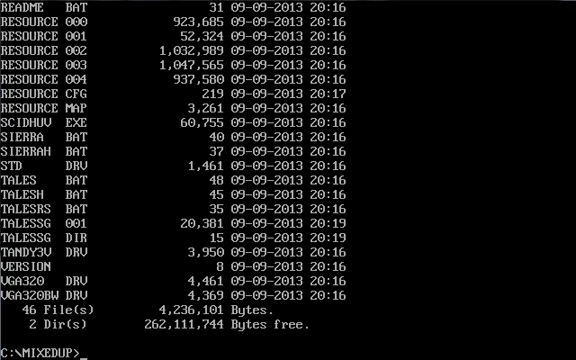 README   BAT            31 09-09-2013 20:16
RESOURCE 000       923,685 09-09-2013 20:16
RESOURCE 001        52,324 09-09-2013 20:16
RESOURCE 002     1,032,989 09-09-2013 20:16
RESOURCE 003     1,047,565 09-09-2013 20:16
RESOURCE 004       937,580 09-09-2013 20:16
RESOURCE CFG           219 09-09-2013 20:17
RESOURCE MAP         3,261 09-09-2013 20:16
SCIDHUV  EXE        60,755 09-09-2013 20:16
SIERRA   BAT            40 09-09-2013 20:16
SIERRAH  BAT            37 09-09-2013 20:16
STD      DRV         1,461 09-09-2013 20:16
TALES    BAT            48 09-09-2013 20:16
TALESH   BAT            45 09-09-2013 20:16
TALESRS  BAT            35 09-09-2013 20:16
TALESSG  001        20,381 09-09-2013 20:19
TALESSG  DIR            15 09-09-2013 20:19
TANDY3V  DRV         3,950 09-09-2013 20:16
VERSION                  8 09-09-2013 20:16
VGA320   DRV         4,461 09-09-2013 20:16
VGA320BW DRV         4,369 09-09-2013 20:16
   46 File(s)        4,236,101 Bytes.
    2 Dir(s)       262,111,744 Bytes free.
C:\MIXEDUP>_